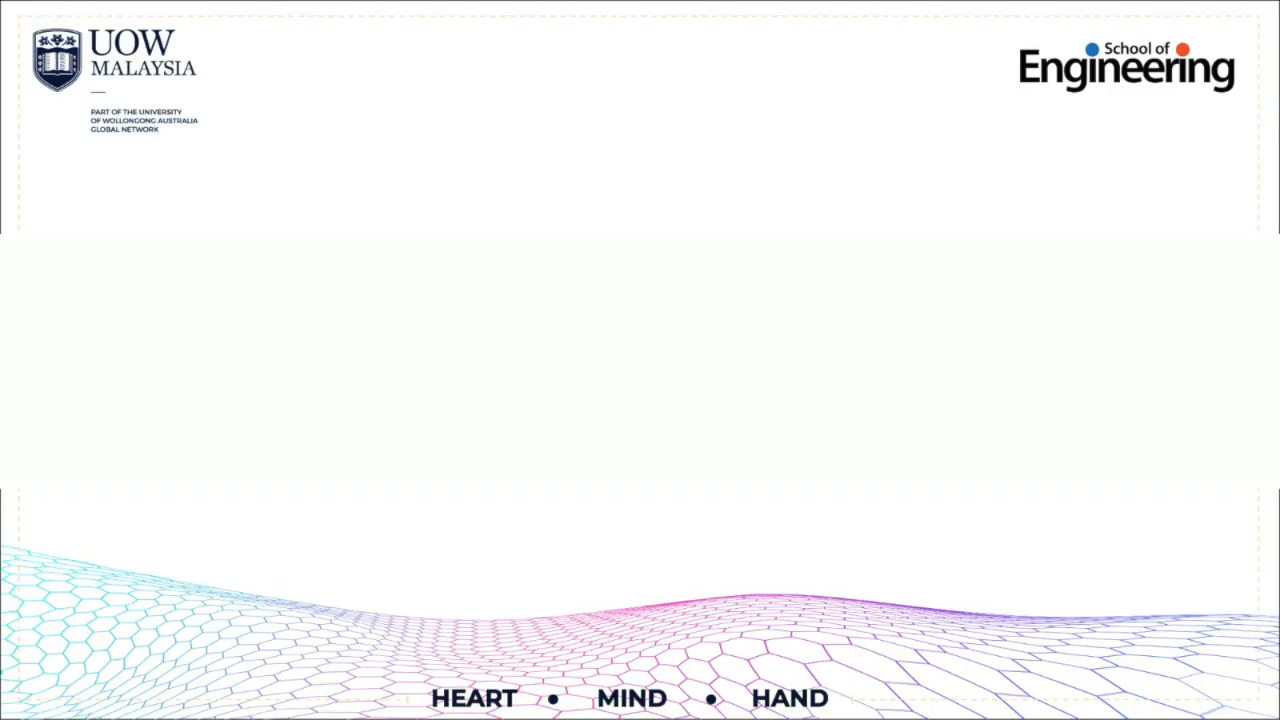 UOW
MALAYSIA
PART OF THE UNIVERSITY
OF WOLLONGONG AUSTRALIA
GLOBAL NETWORK
School of
Engineering
HEART • MIND • HAND